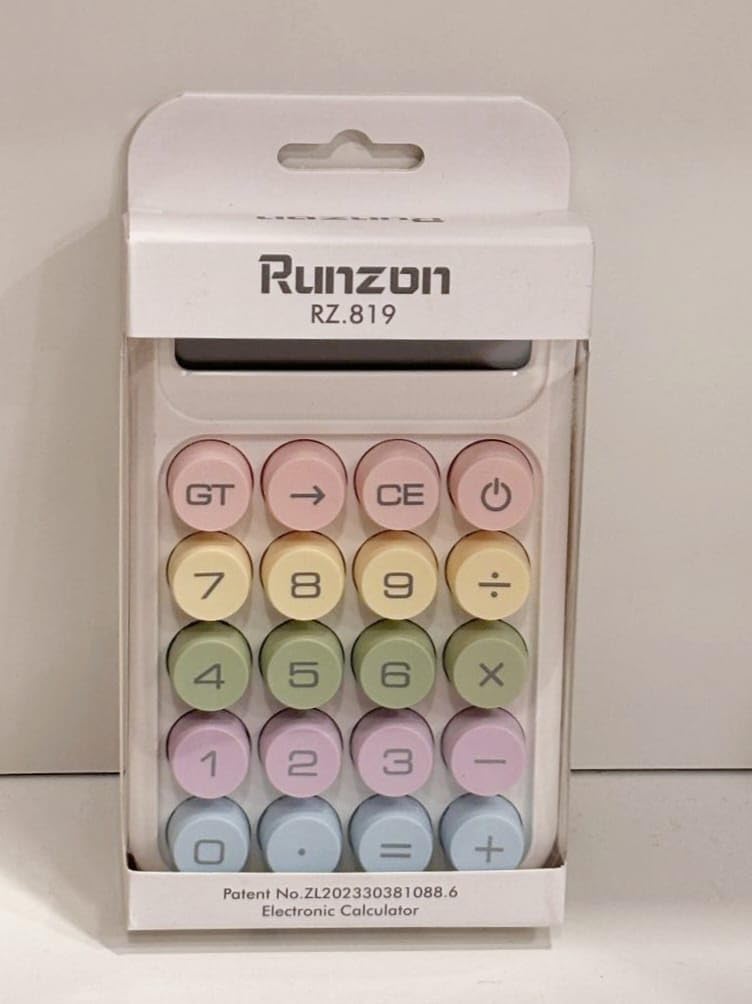 Runzon
Runzon
RZ.819
GT → CE
7 8 9 ÷
4 5 6 ×
1 2 3 −
0 . = +
Patent No.ZL202330381088.6
Electronic Calculator